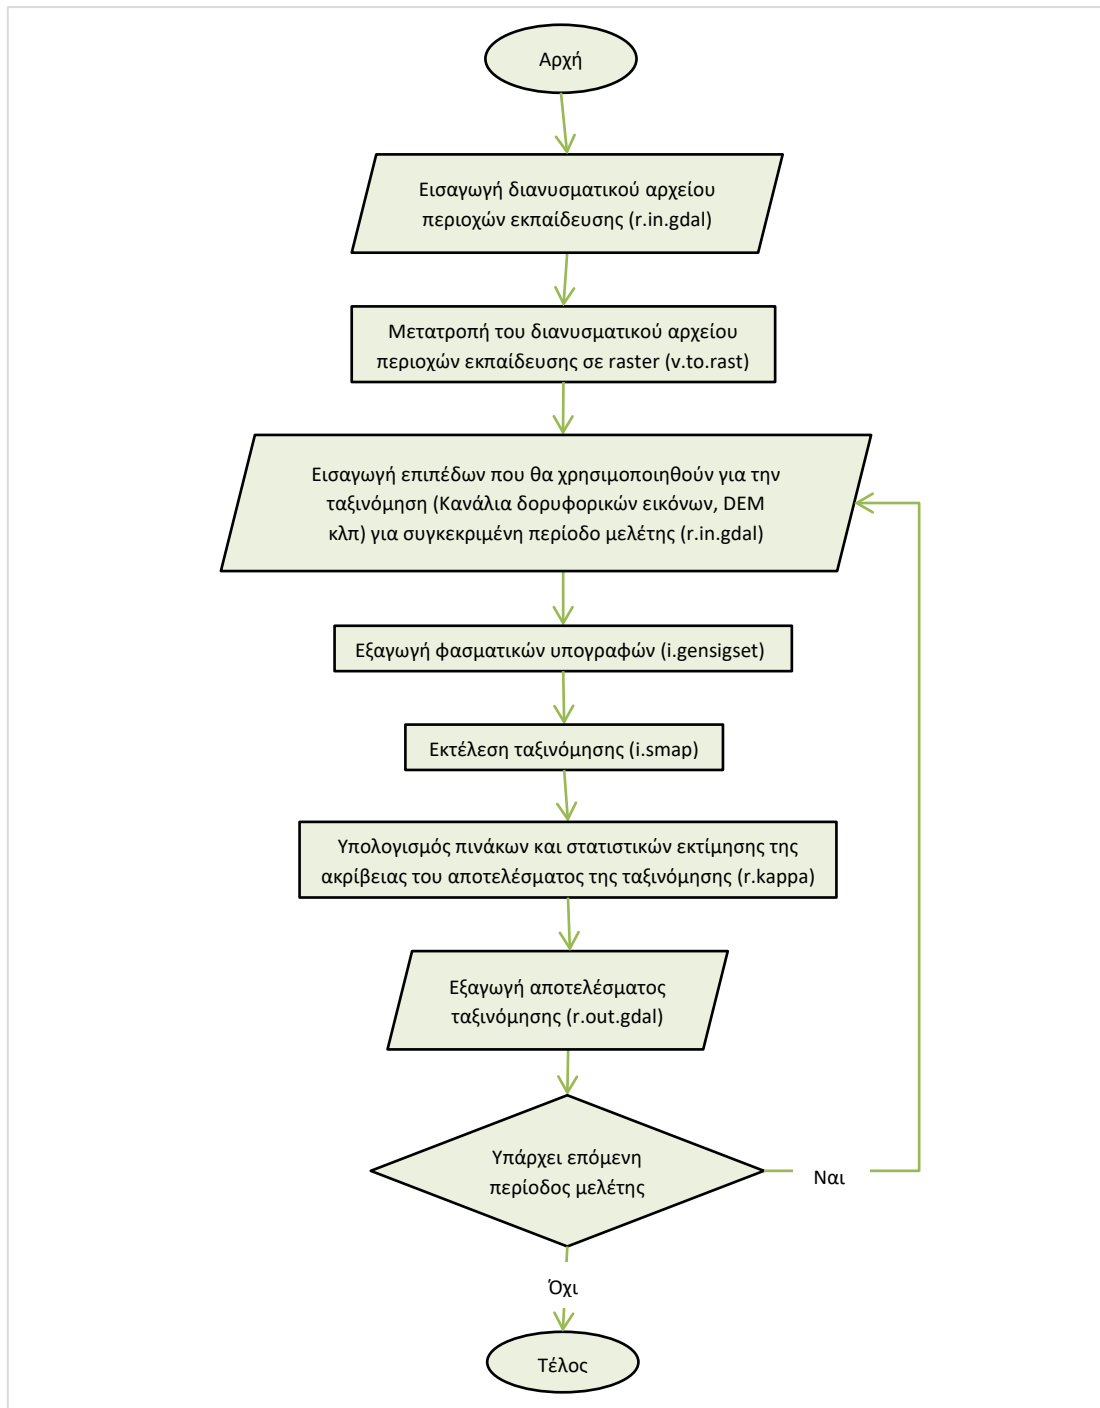 Αρχή
Εισαγωγή διανυσματικού αρχείου
περιοχών εκπαίδευσης (r.in.gdal)
Μετατροπή του διανυσματικού αρχείου
περιοχών εκπαίδευσης σε raster (v.to.rast)
Εισαγωγή επιπέδων που θα χρησιμοποιηθούν για την
ταξινόμηση (Κανάλια δορυφορικών εικόνων, DEM
κλπ) για συγκεκριμένη περίοδο μελέτης (r.in.gdal)
Εξαγωγή φασματικών υπογραφών (i.gensigset)
Εκτέλεση ταξινόμησης (i.smap)
Υπολογισμός πινάκων και στατιστικών εκτίμησης της
ακρίβειας του αποτελέσματος της ταξινόμησης (r.kappa)
Εξαγωγή αποτελέσματος
ταξινόμησης (r.out.gdal)
Υπάρχει επόμενη
περίοδος μελέτης
Ναι
Όχι
Τέλος